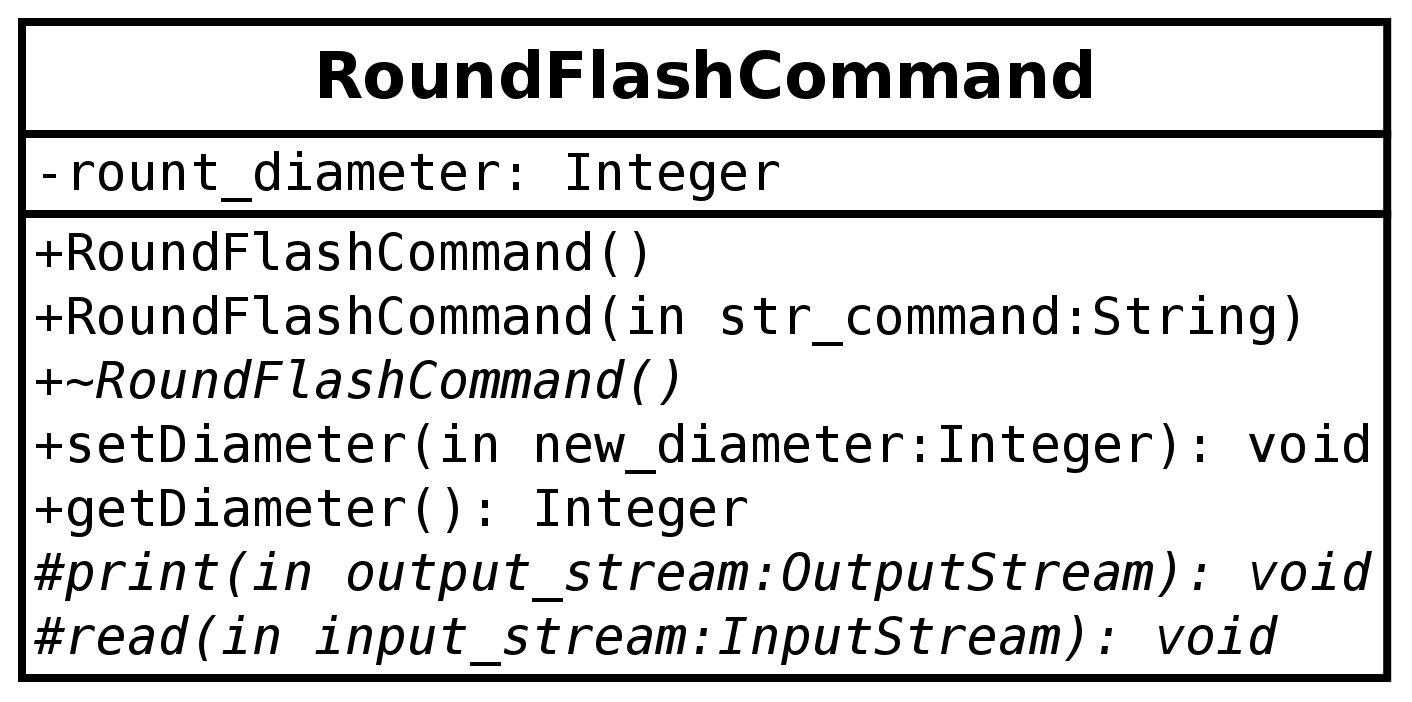 RoundFlashCommand
-rount_diameter: Integer
+RoundFlashCommand()
+RoundFlashCommand(in str_command:String)
+~RoundFlashCommand()
+setDiameter(in new_diameter:Integer): void
+getDiameter(): Integer
#print(in output_stream:OutputStream): void
#read(in input_stream:InputStream): void